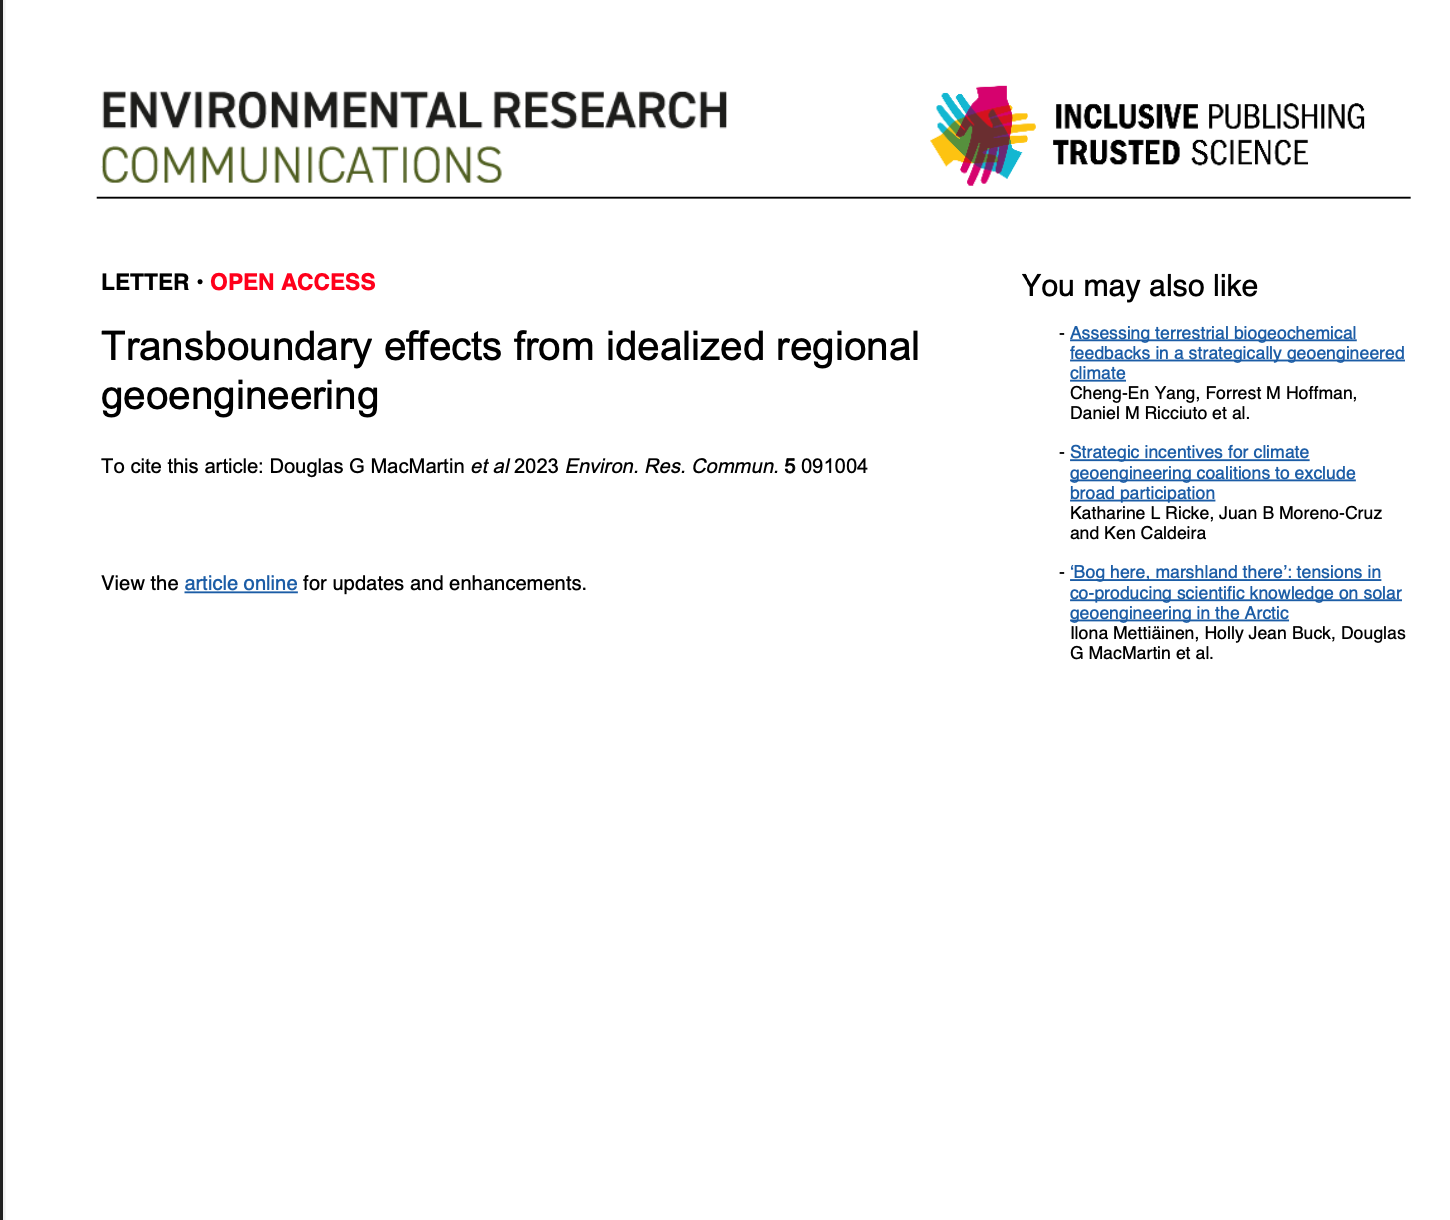 ENVIRONMENTAL RESEARCH
COMMUNICATIONS
INCLUSIVE PUBLISHING
TRUSTED SCIENCE
LETTER • OPEN ACCESS
Transboundary effects from idealized regional
geoengineering
To cite this article: Douglas G MacMartin et al 2023 Environ. Res. Commun. 5 091004
View the article online for updates and enhancements.
You may also like
- Assessing terrestrial biogeochemical
feedbacks in a strategically geoengineered
climate
Cheng-En Yang, Forrest M Hoffman,
Daniel M Ricciuto et al.
- Strategic incentives for climate
geoengineering coalitions to exclude
broad participation
Katharine L Ricke, Juan B Moreno-Cruz
and Ken Caldeira
- ‘Bog here, marshland there’: tensions in
co-producing scientific knowledge on solar
geoengineering in the Arctic
Ilona Mettiäinen, Holly Jean Buck, Douglas
G MacMartin et al.